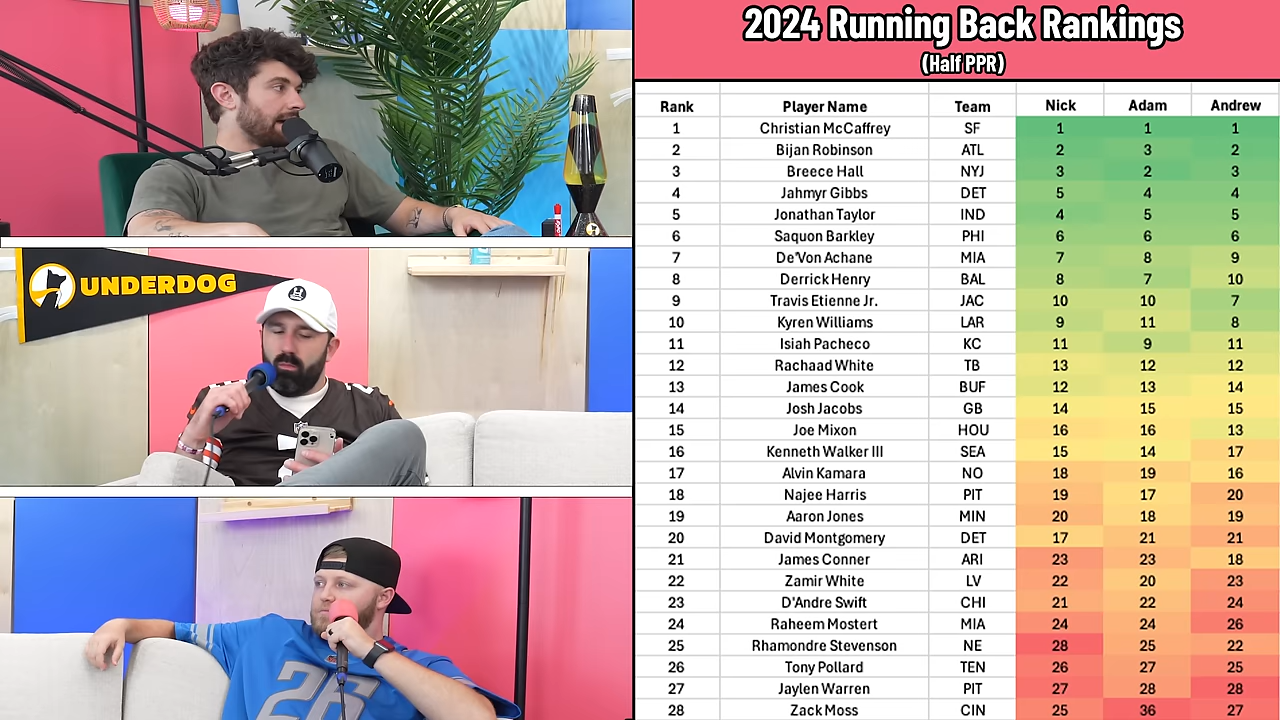 UNDERDOG
26
2024 Running Back Rankings
(Half PPR)
Rank Player Name Team Nick Adam Andrew
1 Christian McCaffrey SF 1 1 1
2 Bijan Robinson ATL 2 3 2
3 Breece Hall NYJ 3 2 3
4 Jahmyr Gibbs DET 5 4 4
5 Jonathan Taylor IND 4 5 5
6 Saquon Barkley PHI 6 6 6
7 De'Von Achane MIA 7 8 9
8 Derrick Henry BAL 8 7 10
9 Travis Etienne Jr. JAC 10 10 7
10 Kyren Williams LAR 9 11 8
11 Isiah Pacheco KC 11 9 11
12 Rachaad White TB 13 12 12
13 James Cook BUF 12 13 14
14 Josh Jacobs GB 14 15 15
15 Joe Mixon HOU 16 16 13
16 Kenneth Walker III SEA 15 14 17
17 Alvin Kamara NO 18 19 16
18 Najee Harris PIT 19 17 20
19 Aaron Jones MIN 20 18 19
20 David Montgomery DET 17 21 21
21 James Conner ARI 23 23 18
22 Zamir White LV 22 20 23
23 D'Andre Swift CHI 21 22 24
24 Raheem Mostert MIA 24 24 26
25 Rhamondre Stevenson NE 28 25 22
26 Tony Pollard TEN 26 27 25
27 Jaylen Warren PIT 27 28 28
28 Zack Moss CIN 25 36 27